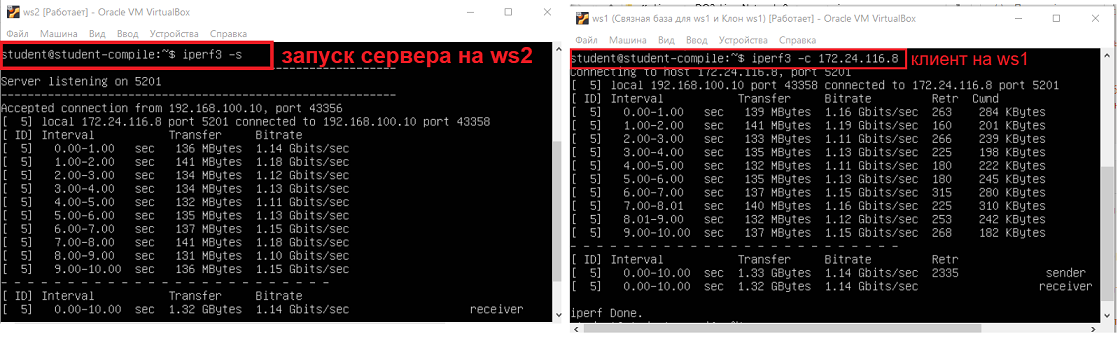 ws2 [Работает] - Oracle VM VirtualBox
Файл Машина Вид Ввод Устройства Справка
student@student-compile:~$ iperf3 -s
запуск сервера на ws2
-----------------------------------------------------------
Server listening on 5201
-----------------------------------------------------------
Accepted connection from 192.168.100.10, port 43356
[  5] local 172.24.116.8 port 5201 connected to 192.168.100.10 port 43358
[ ID] Interval Transfer Bitrate
[  5] 0.00-1.00 sec 136 MBytes 1.14 Gbits/sec
[  5] 1.00-2.00 sec 141 MBytes 1.18 Gbits/sec
[  5] 2.00-3.00 sec 134 MBytes 1.12 Gbits/sec
[  5] 3.00-4.00 sec 134 MBytes 1.13 Gbits/sec
[  5] 4.00-5.00 sec 132 MBytes 1.11 Gbits/sec
[  5] 5.00-6.00 sec 135 MBytes 1.13 Gbits/sec
[  5] 6.00-7.00 sec 137 MBytes 1.15 Gbits/sec
[  5] 7.00-8.00 sec 141 MBytes 1.18 Gbits/sec
[  5] 8.00-9.00 sec 131 MBytes 1.10 Gbits/sec
[  5] 9.00-10.00 sec 136 MBytes 1.15 Gbits/sec
- - - - - - - - - - - - - - - - - - - - - - - - -
[ ID] Interval Transfer Bitrate
[  5] 0.00-10.00 sec 1.32 GBytes 1.14 Gbits/sec receiver
ws1 (Связная база для ws1 и Клон ws1) [Работает] - Oracle VM VirtualBox
Файл Машина Вид Ввод Устройства Справка
student@student-compile:~$ iperf3 -c 172.24.116.8
клиент на ws1
Connecting to host 172.24.116.8, port 5201
[  5] local 192.168.100.10 port 43358 connected to 172.24.116.8 port 5201
[ ID] Interval Transfer Bitrate Retr Cwnd
[  5] 0.00-1.00 sec 139 MBytes 1.16 Gbits/sec 263 284 KBytes
[  5] 1.00-2.00 sec 141 MBytes 1.19 Gbits/sec 160 201 KBytes
[  5] 2.00-3.00 sec 133 MBytes 1.11 Gbits/sec 266 239 KBytes
[  5] 3.00-4.00 sec 135 MBytes 1.13 Gbits/sec 225 198 KBytes
[  5] 4.00-5.00 sec 132 MBytes 1.11 Gbits/sec 180 222 KBytes
[  5] 5.00-6.00 sec 135 MBytes 1.13 Gbits/sec 180 245 KBytes
[  5] 6.00-7.00 sec 137 MBytes 1.15 Gbits/sec 315 280 KBytes
[  5] 7.00-8.01 sec 140 MBytes 1.16 Gbits/sec 225 310 KBytes
[  5] 8.01-9.00 sec 132 MBytes 1.12 Gbits/sec 253 242 KBytes
[  5] 9.00-10.00 sec 137 MBytes 1.15 Gbits/sec 268 182 KBytes
- - - - - - - - - - - - - - - - - - - - - - - - -
[ ID] Interval Transfer Bitrate Retr
[  5] 0.00-10.00 sec 1.33 GBytes 1.14 Gbits/sec 2335 sender
[  5] 0.00-10.00 sec 1.32 GBytes 1.14 Gbits/sec receiver
iperf Done.